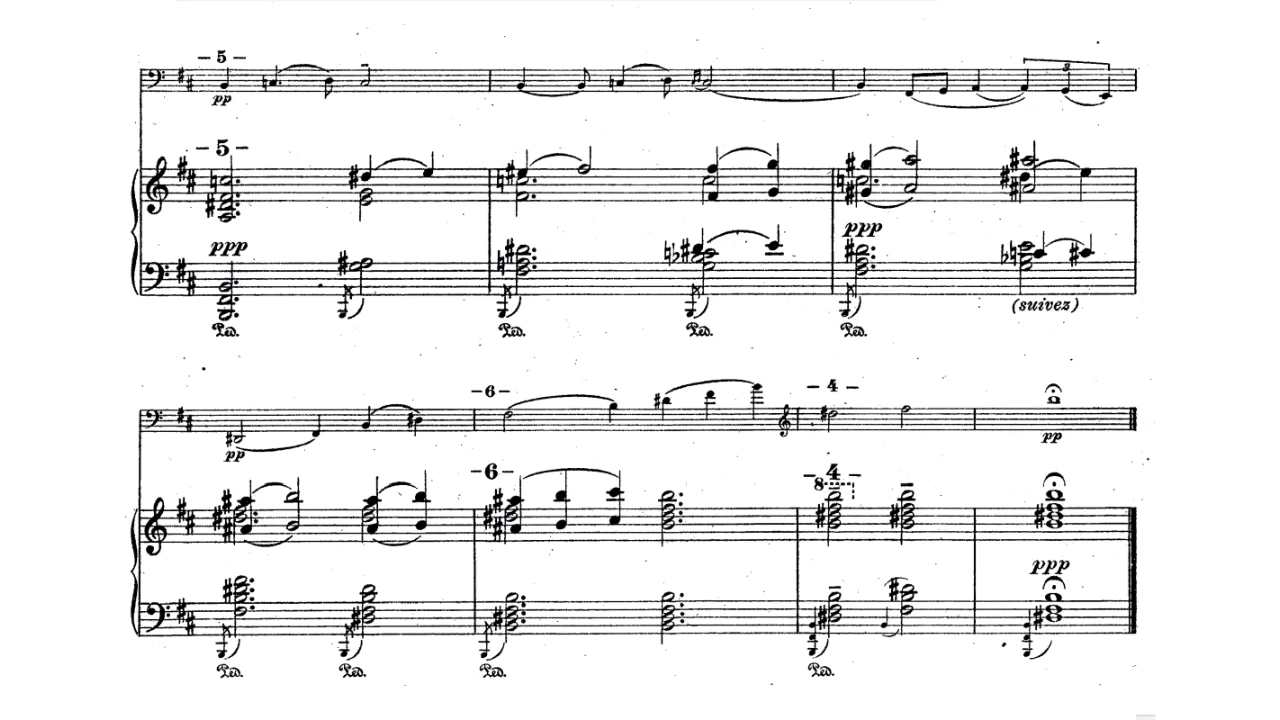 – 5 –
pp
3
– 5 –
ppp
ppp
(suivez)
Ped.
Ped.
Ped.
Ped.
– 6 –
– 4 –
pp
pp
– 6 –
– 4 –
8
ppp
Ped.
Ped.
Ped.
Ped.